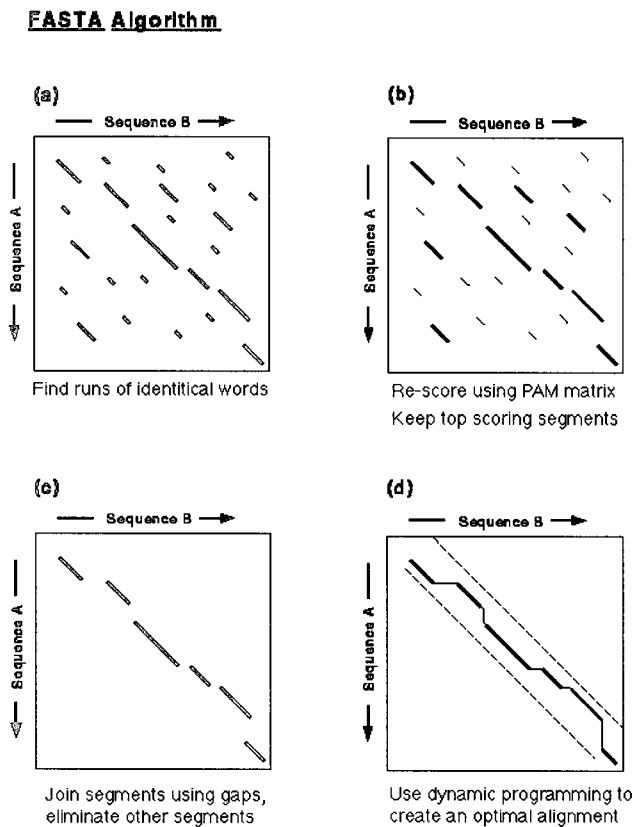 FASTA Algorithm
(a)
Sequence B
Sequence A
Find runs of identitical words
(b)
Sequence B
Sequence A
Re-score using PAM matrix
Keep top scoring segments
(c)
Sequence B
Sequence A
Join segments using gaps,
eliminate other segments
(d)
Sequence B
Sequence A
Use dynamic programming to
create an optimal alignment